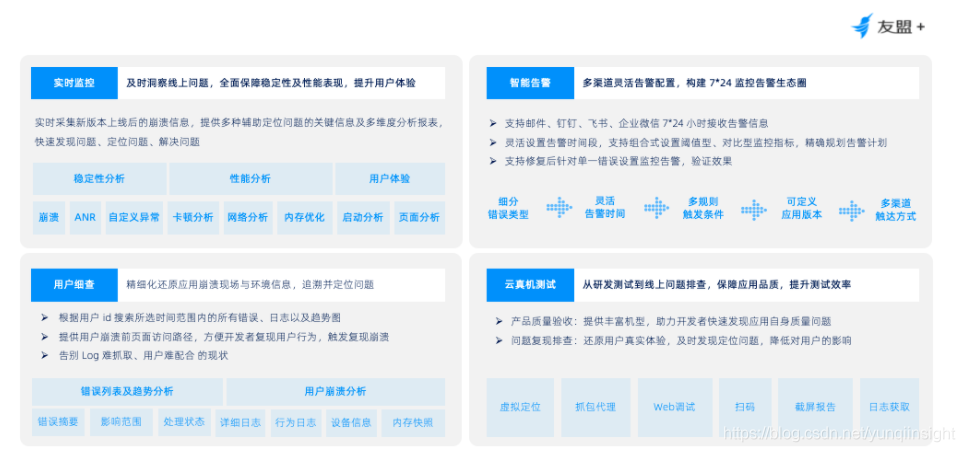 友盟+
实时监控
及时洞察线上问题，全面保障稳定性及性能表现，提升用户体验
实时采集新版本上线后的崩溃信息，提供多种辅助定位问题的关键信息及多维度分析报表，
快速发现问题、定位问题、解决问题
稳定性分析 性能分析 用户体验
崩溃 ANR 自定义异常 卡顿分析 网络分析 内存优化 启动分析 页面分析
智能告警
多渠道灵活告警配置，构建 7*24 监控告警生态圈
➢ 支持邮件、钉钉、飞书、企业微信 7*24 小时接收告警信息
➢ 灵活设置告警时间段，支持组合式设置阈值型、对比型监控指标，精确规划告警计划
➢ 支持修复后针对单一错误设置监控告警，验证效果
细分
错误类型
灵活
告警时间
多规则
触发条件
可定义
应用版本
多渠道
触达方式
用户细查
精细化还原应用崩溃现场与环境信息，追溯并定位问题
➢ 根据用户 id 搜索所选时间范围内的所有错误、日志以及趋势图
➢ 提供用户崩溃前页面访问路径，方便开发者复现用户行为，触发复现崩溃
➢ 告别 Log 难抓取、用户难配合 的现状
错误列表及趋势分析 用户崩溃分析
错误摘要 影响范围 处理状态 详细日志 行为日志 设备信息 内存快照
云真机测试
从研发测试到线上问题排查，保障应用品质，提升测试效率
➢ 产品质量验收：提供丰富机型，助力开发者快速发现应用自身质量问题
➢ 问题复现排查：还原用户真实体验，及时发现定位问题，降低对用户的影响
虚拟定位 抓包代理 Web调试 扫码 截屏报告 日志获取
https://blog.csdn.net/yunqiinsight